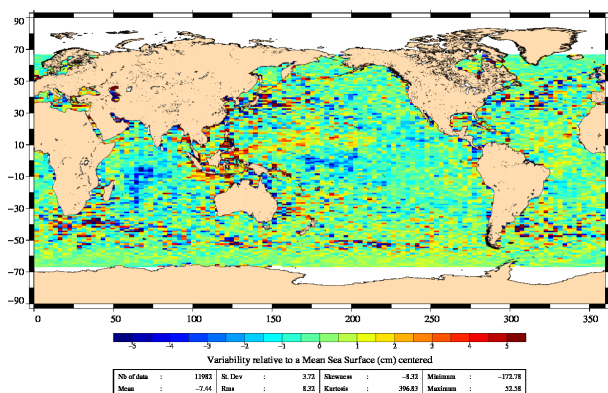 90
70
50
30
10
−10
−30
−50
−70
−90
0 50 100 150 200 250 300 350
−5 −4 −3 −2 −1 0 1 2 3 4 5
Variability relative to a Mean Sea Surface (cm) centered
Nb of data : 11982 St. Dev : 3.72 Skewness : −8.32 Minimum : −172.78
Mean : −7.44 Rms : 8.32 Kurtosis : 396.83 Maximum : 52.58